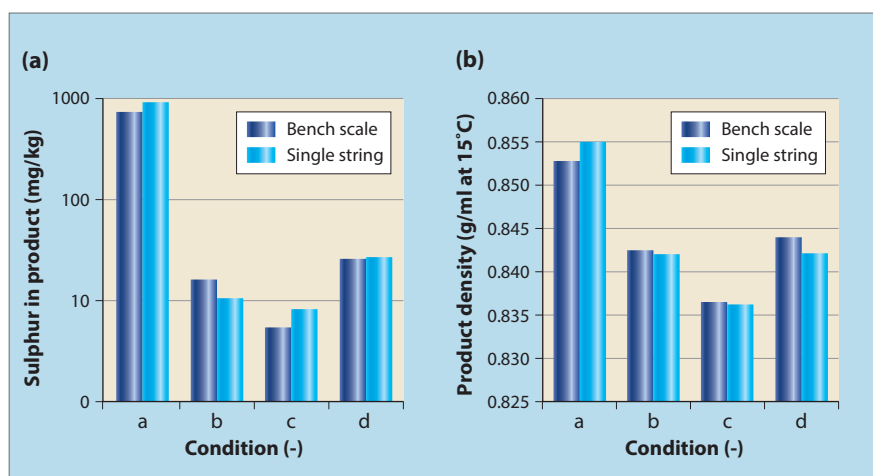 (a)
Sulphur in product (mg/kg)
1000
100
10
0
Bench scale
Single string
a b c d
Condition (-)
(b)
Product density (g/ml at 15˚C)
0.860
0.855
0.850
0.845
0.840
0.835
0.830
0.825
Bench scale
Single string
a b c d
Condition (-)